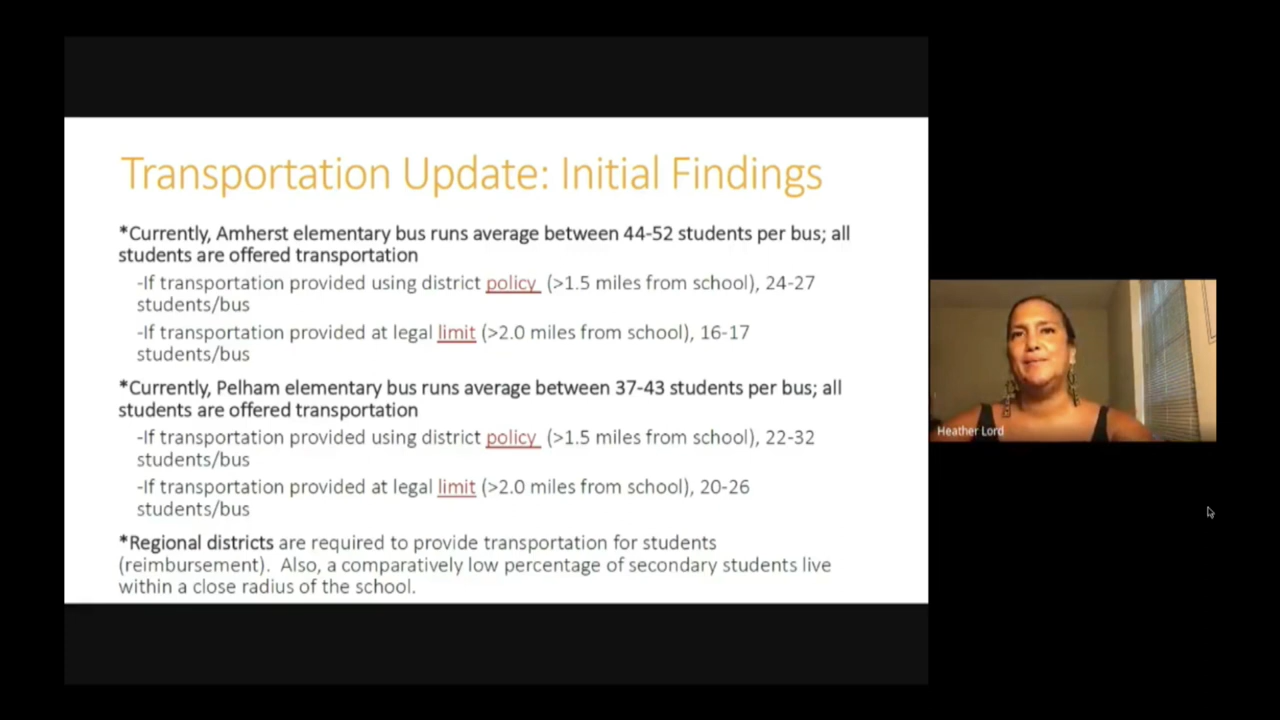 Transportation Update: Initial Findings
*Currently, Amherst elementary bus runs average between 44-52 students per bus; all
students are offered transportation
-If transportation provided using district policy (>1.5 miles from school), 24-27
students/bus
-If transportation provided at legal limit (>2.0 miles from school), 16-17
students/bus
*Currently, Pelham elementary bus runs average between 37-43 students per bus; all
students are offered transportation
-If transportation provided using district policy (>1.5 miles from school), 22-32
students/bus
-If transportation provided at legal limit (>2.0 miles from school), 20-26
students/bus
*Regional districts are required to provide transportation for students
(reimbursement). Also, a comparatively low percentage of secondary students live
within a close radius of the school.
Heather Lord